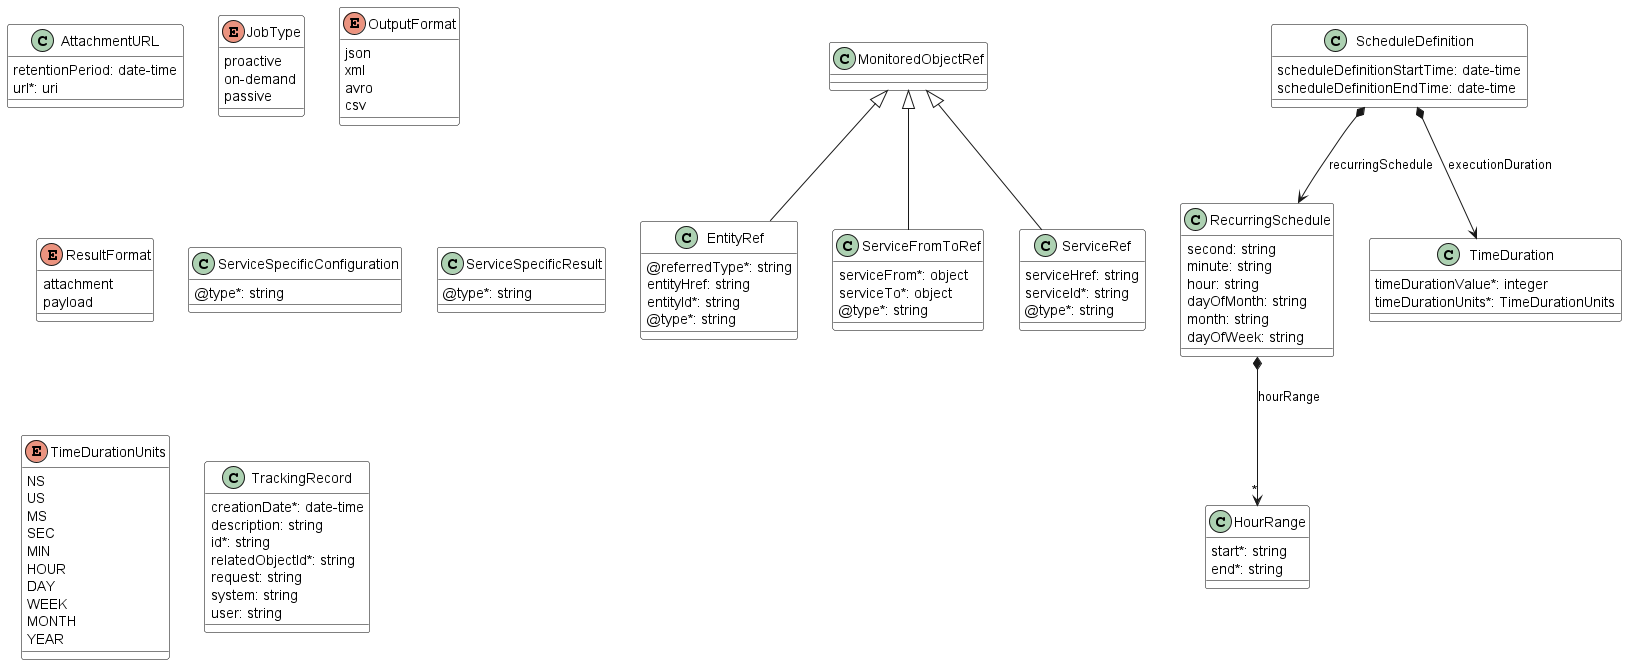 C AttachmentURL
retentionPeriod: date-time
url*: uri
E JobType
proactive
on-demand
passive
E OutputFormat
json
xml
avro
csv
C MonitoredObjectRef
C ScheduleDefinition
scheduleDefinitionStartTime: date-time
scheduleDefinitionEndTime: date-time
recurringSchedule
executionDuration
E ResultFormat
attachment
payload
C ServiceSpecificConfiguration
@type*: string
C ServiceSpecificResult
@type*: string
C EntityRef
@referredType*: string
entityHref: string
entityId*: string
@type*: string
C ServiceFromToRef
serviceFrom*: object
serviceTo*: object
@type*: string
C ServiceRef
serviceHref: string
serviceId*: string
@type*: string
C RecurringSchedule
second: string
minute: string
hour: string
dayOfMonth: string
month: string
dayOfWeek: string
C TimeDuration
timeDurationValue*: integer
timeDurationUnits*: TimeDurationUnits
hourRange
*
E TimeDurationUnits
NS
US
MS
SEC
MIN
HOUR
DAY
WEEK
MONTH
YEAR
C TrackingRecord
creationDate*: date-time
description: string
id*: string
relatedObjectId*: string
request: string
system: string
user: string
C HourRange
start*: string
end*: string